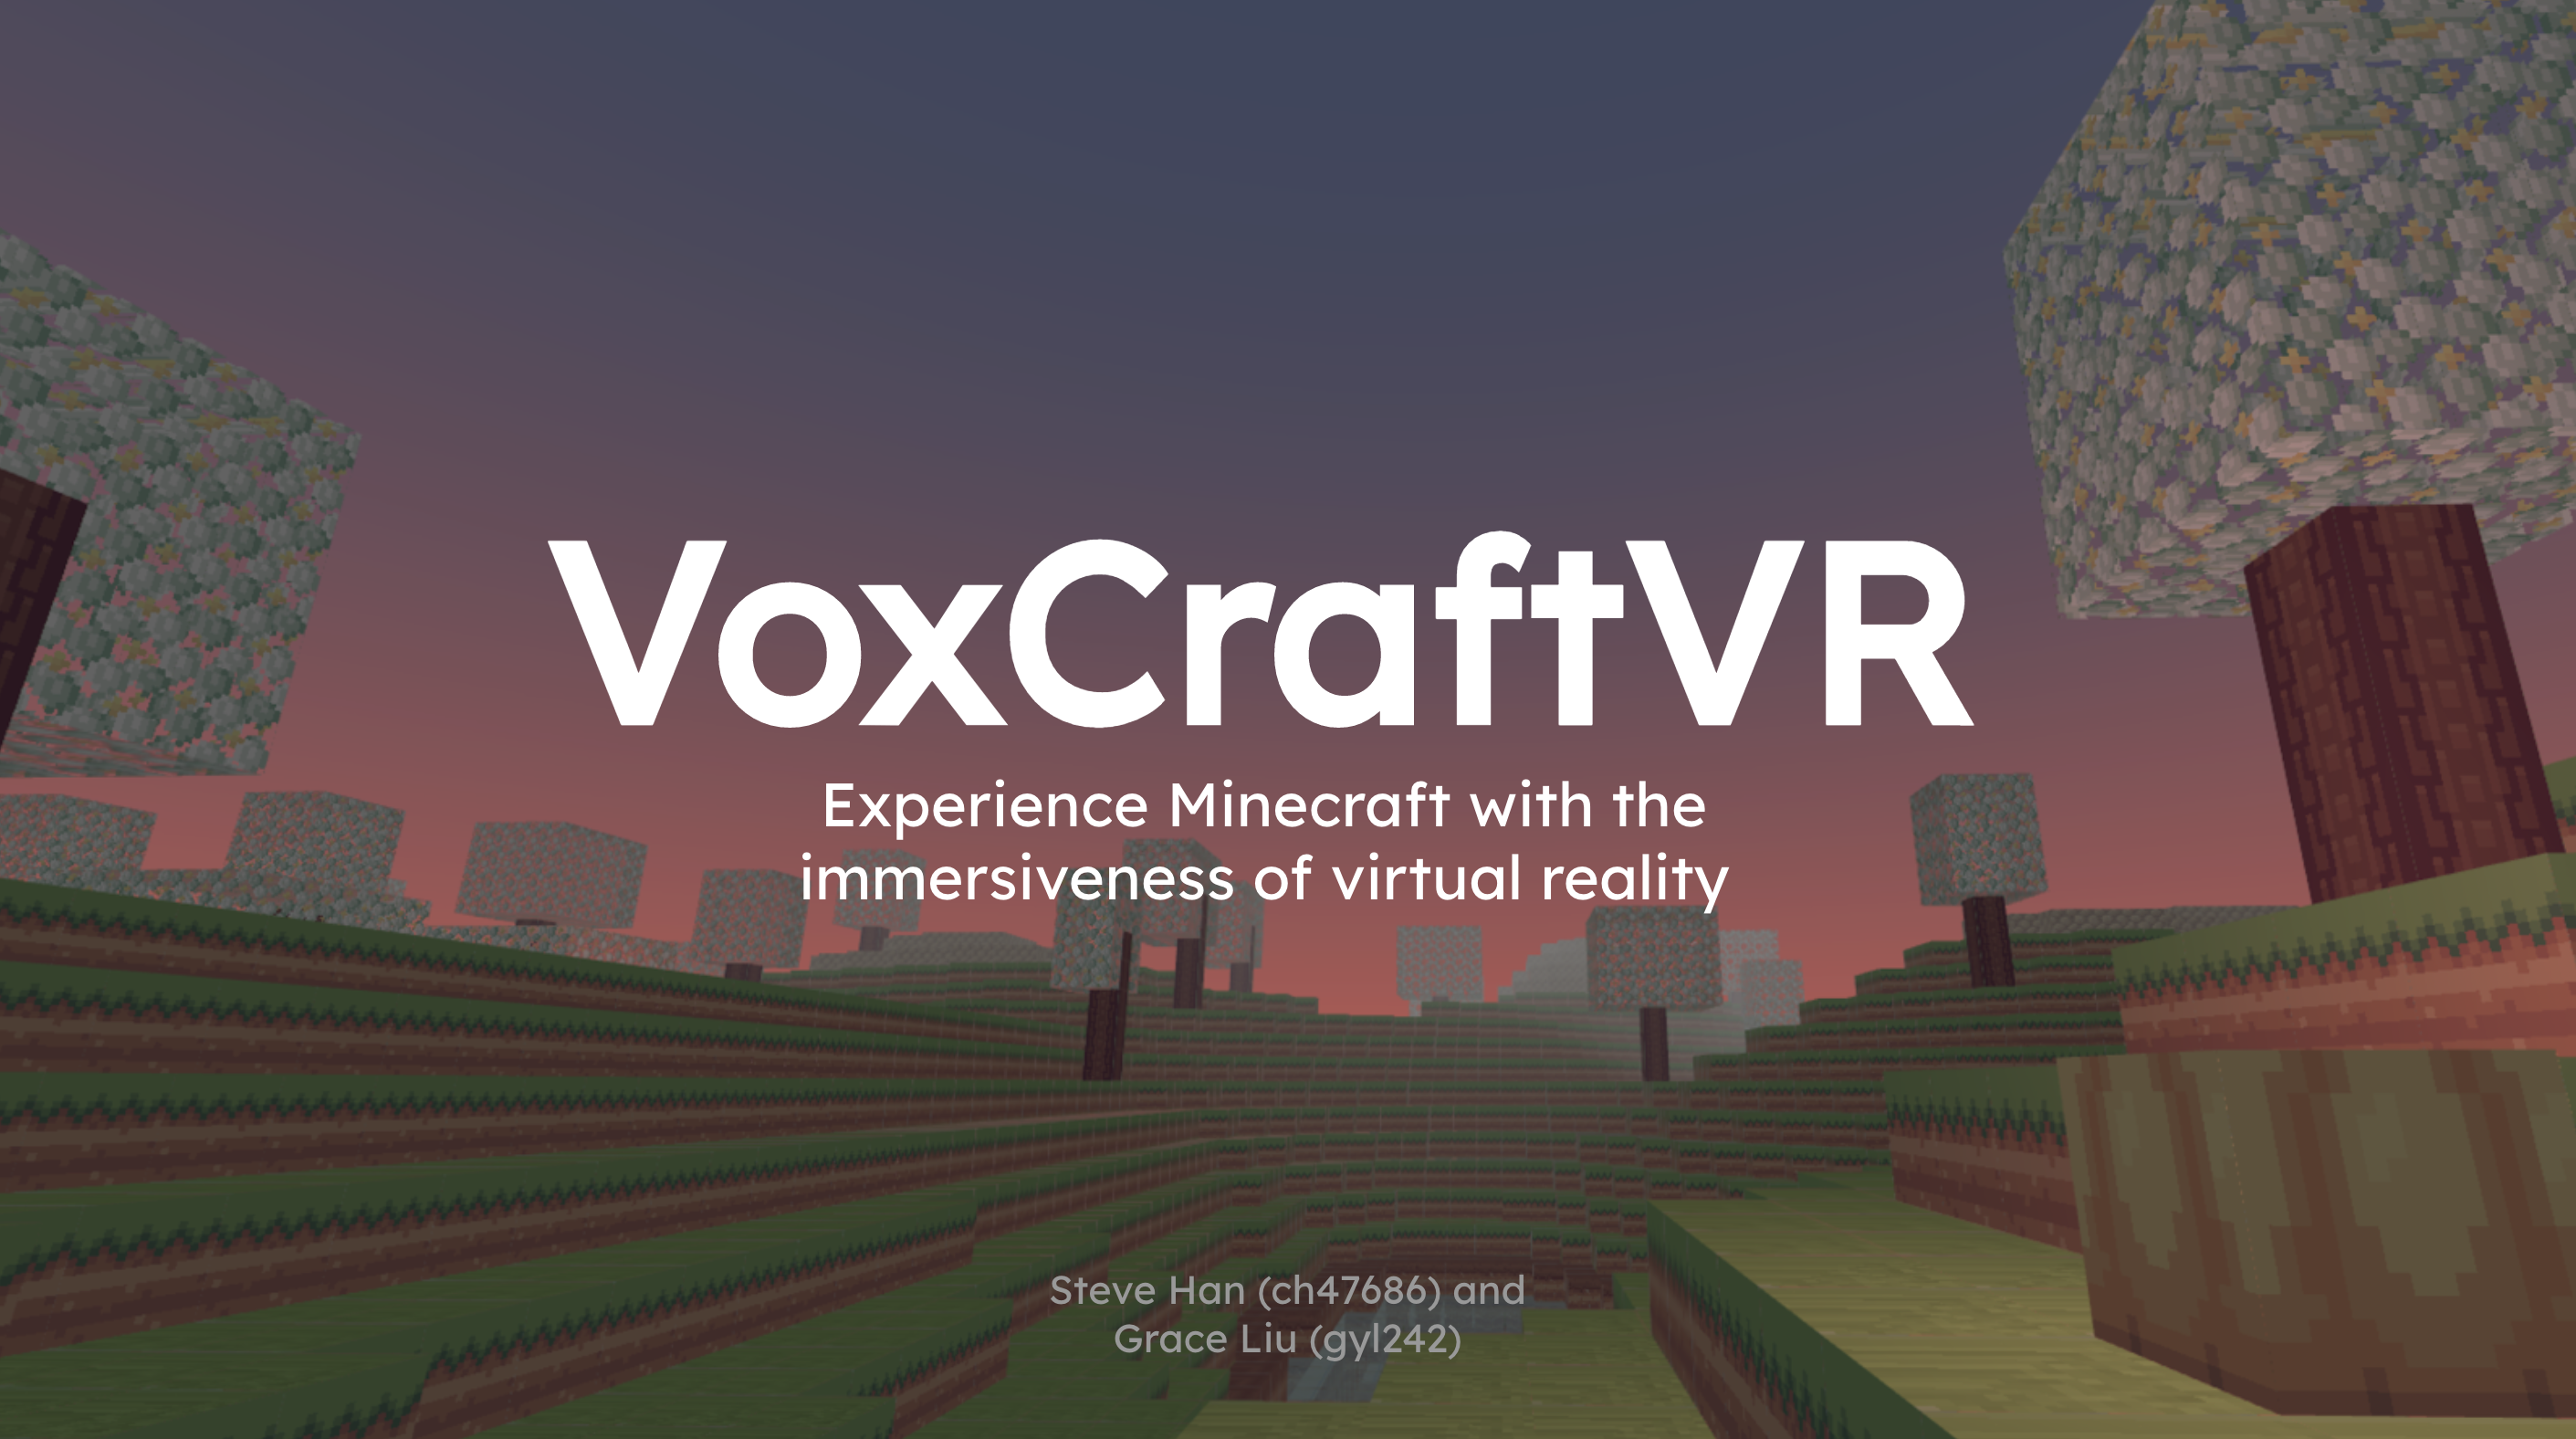 VoxCraftVR
Experience Minecraft with the
immersiveness of virtual reality
Steve Han (ch47686) and
Grace Liu (gyl242)